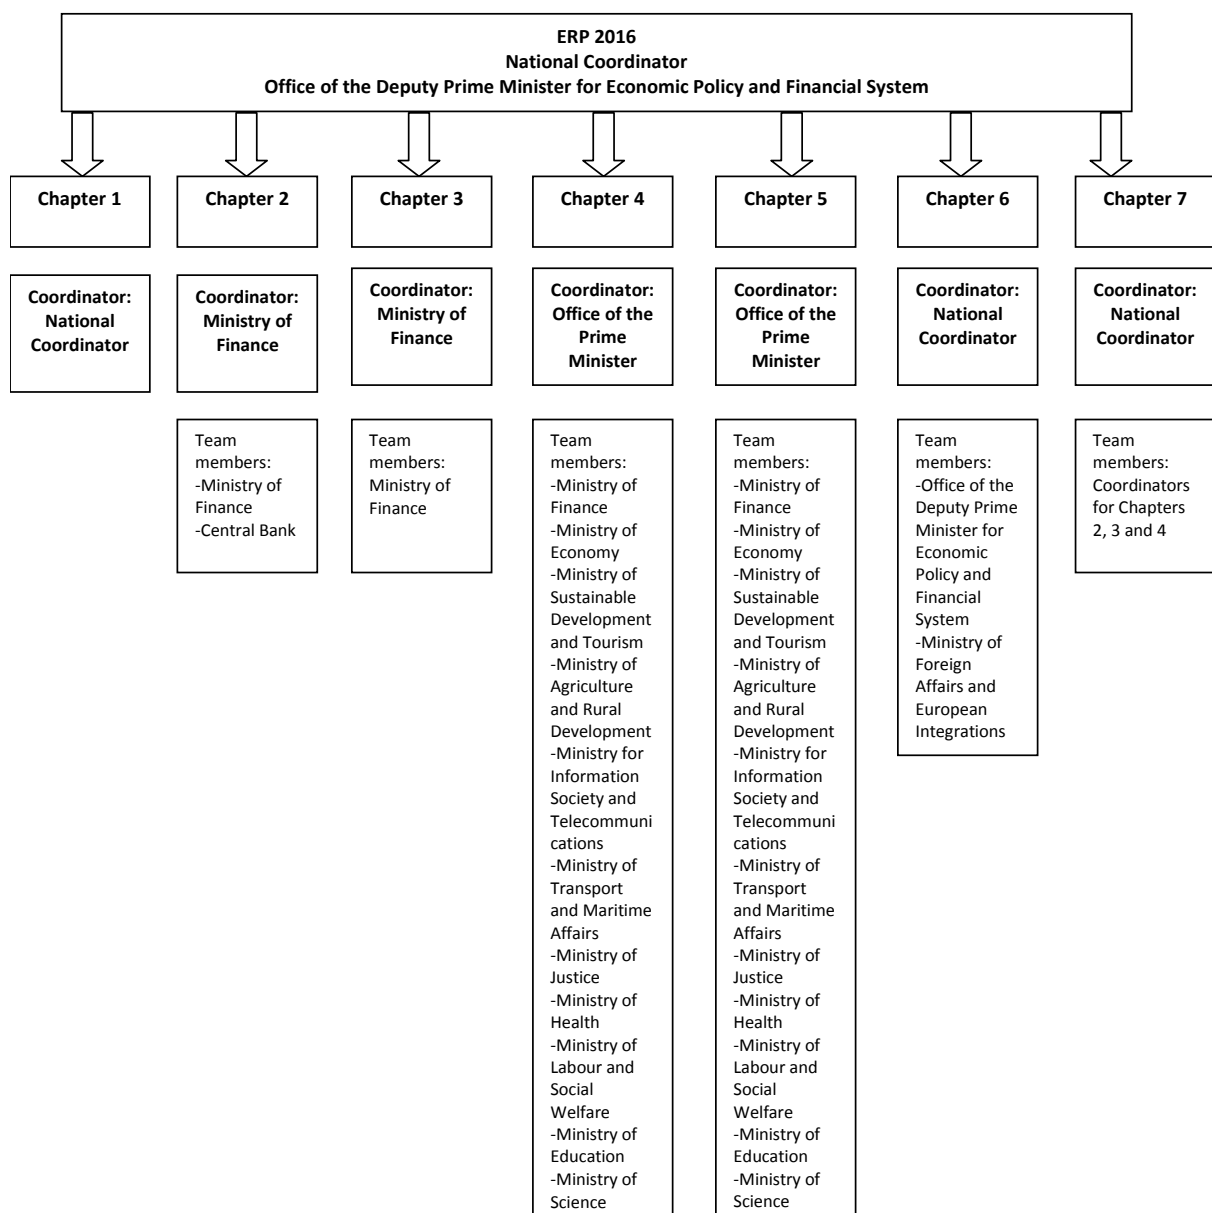 ERP 2016
National Coordinator
Office of the Deputy Prime Minister for Economic Policy and Financial System
Chapter 1
Chapter 2
Chapter 3
Chapter 4
Chapter 5
Chapter 6
Chapter 7
Coordinator:
National
Coordinator
Coordinator:
Ministry of
Finance
Coordinator:
Ministry of
Finance
Coordinator:
Office of the
Prime
Minister
Coordinator:
Office of the
Prime
Minister
Coordinator:
National
Coordinator
Coordinator:
National
Coordinator
Team
members:
-Ministry of
Finance
-Central Bank
Team
members:
Ministry of
Finance
Team
members:
-Ministry of
Finance
-Ministry of
Economy
-Ministry of
Sustainable
Development
and Tourism
-Ministry of
Agriculture
and Rural
Development
-Ministry for
Information
Society and
Telecommuni
cations
-Ministry of
Transport
and Maritime
Affairs
-Ministry of
Justice
-Ministry of
Health
-Ministry of
Labour and
Social
Welfare
-Ministry of
Education
-Ministry of
Science
Team
members:
-Ministry of
Finance
-Ministry of
Economy
-Ministry of
Sustainable
Development
and Tourism
-Ministry of
Agriculture
and Rural
Development
-Ministry for
Information
Society and
Telecommuni
cations
-Ministry of
Transport
and Maritime
Affairs
-Ministry of
Justice
-Ministry of
Health
-Ministry of
Labour and
Social
Welfare
-Ministry of
Education
-Ministry of
Science
Team
members:
-Office of the
Deputy Prime
Minister for
Economic
Policy and
Financial
System
-Ministry of
Foreign
Affairs and
European
Integrations
Team
members:
Coordinators
for Chapters
2, 3 and 4